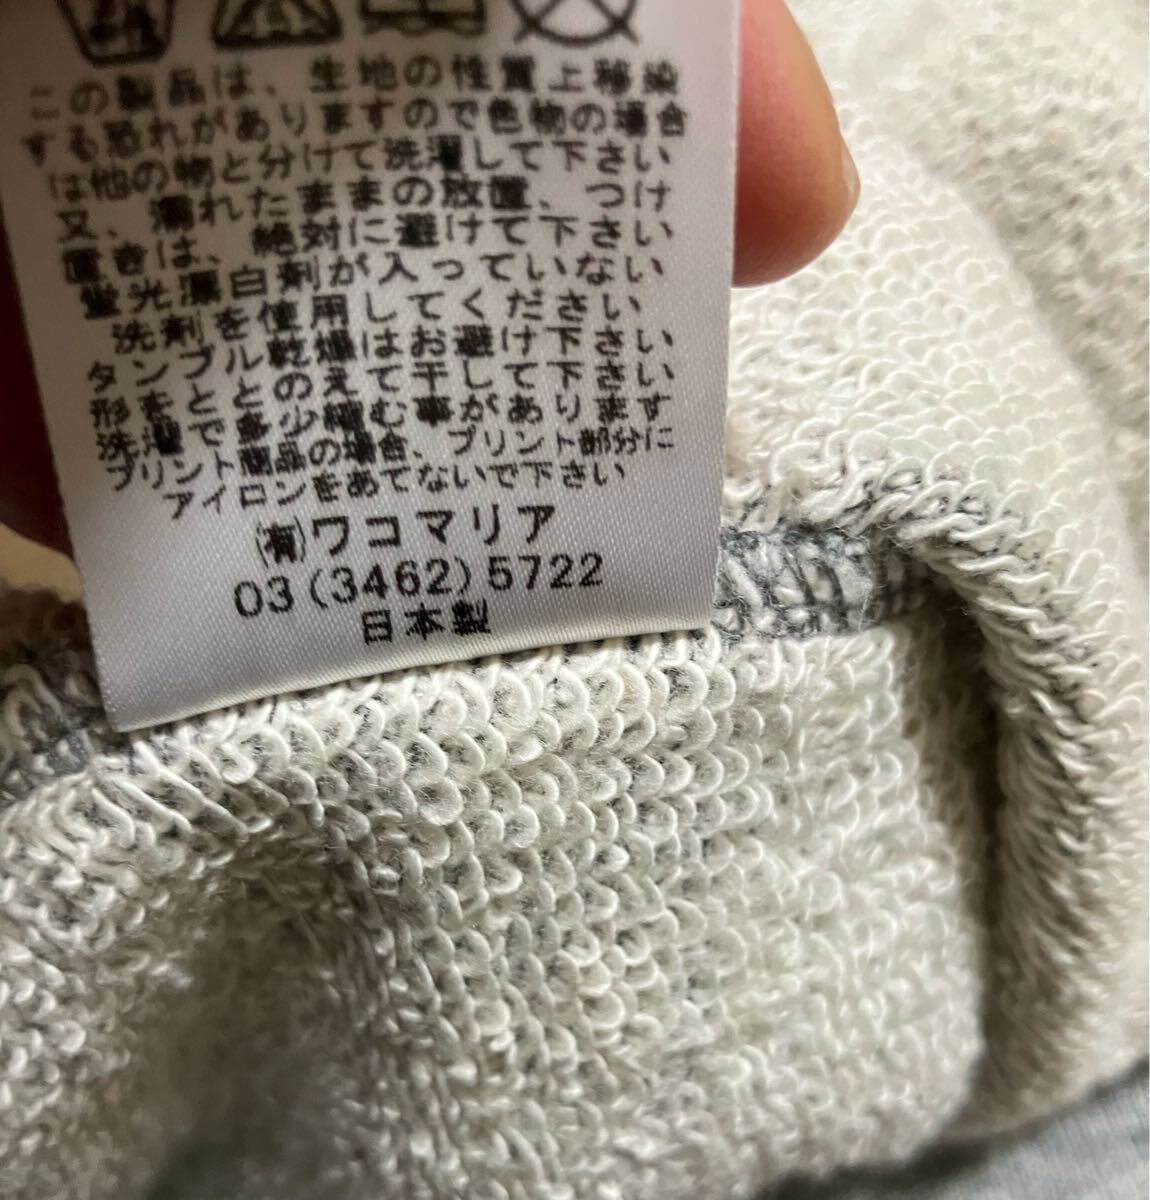 この製品は、生地の性質上移染
する恐れがありますので色物の場合
は他の物と分けて洗濯して下さい
又、濡れたままの放置、つけ
置きは、絶対に避けて下さい
蛍光漂白剤が入っていない
洗剤を使用してください
タンブル乾燥はお避け下さい
形をととのえて干して下さい
洗濯で多少縮む事があります
プリント商品の場合、プリント部分に
アイロンをあてないで下さい
㈲ワコマリア
03(3462)5722
日本製